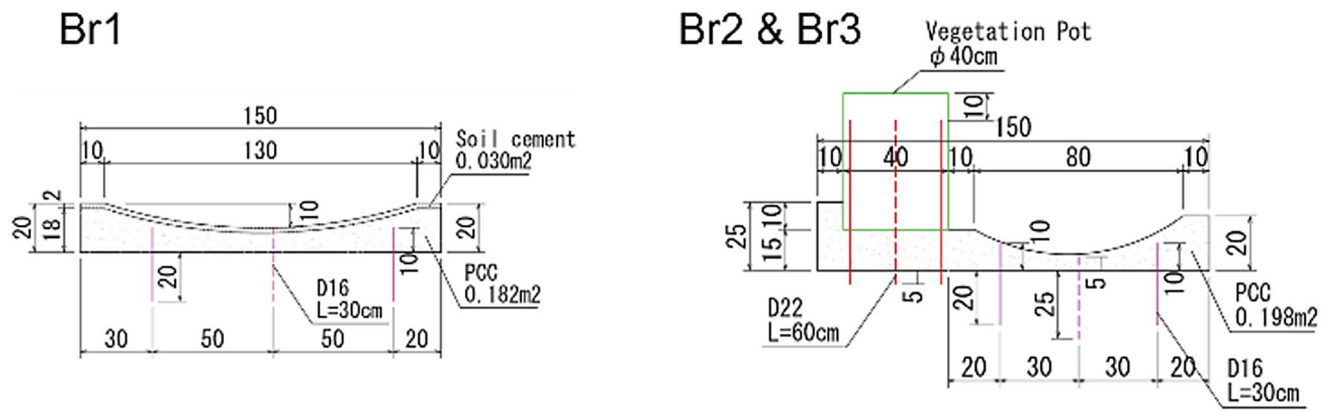 Br1
150
10 130 10
Soil cement
0.030m2
2
20
18
10
20
10
20
PCC
0.182m2
D16
L=30cm
30 50 50 20
Br2 & Br3
Vegetation Pot
φ40cm
10
150
10 40 10 80 10
25
10
15
10
20
10
5
5
20
25
D22
L=60cm
PCC
0.198m2
20 30 30 20
D16
L=30cm